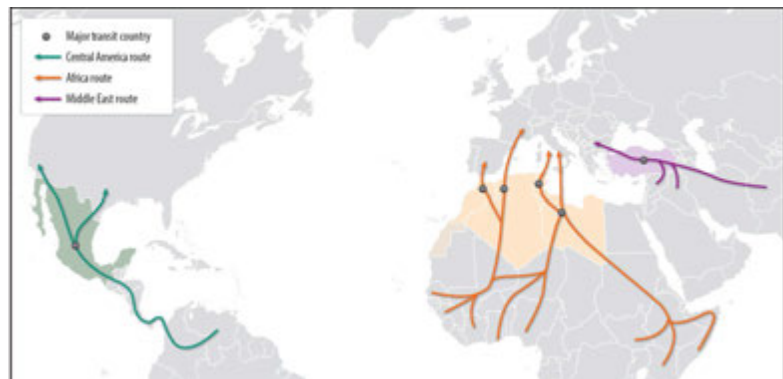 Major transit country
Central America route
Africa route
Middle East route